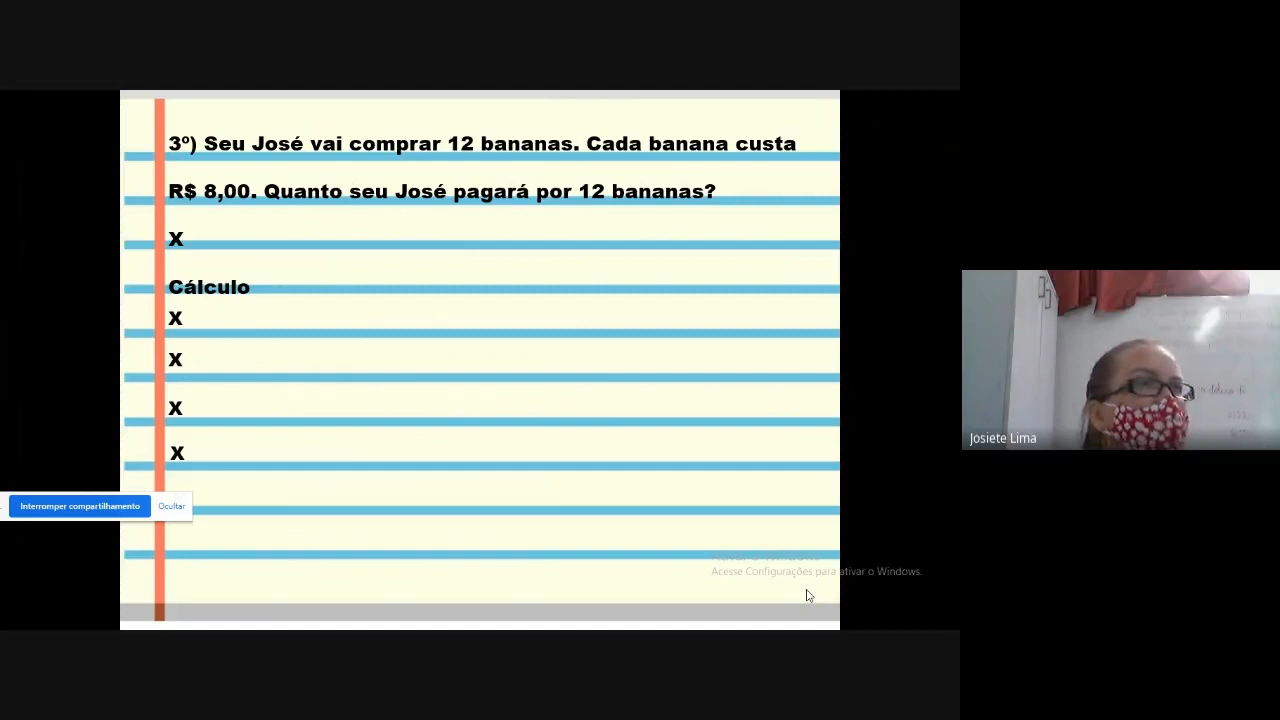 3º) Seu José vai comprar 12 bananas. Cada banana custa
R$ 8,00. Quanto seu José pagará por 12 bananas?
X
Cálculo
X
X
X
X
Interromper compartilhamento Ocultar
Acesse Configurações para ativar o Windows.
Josiete Lima